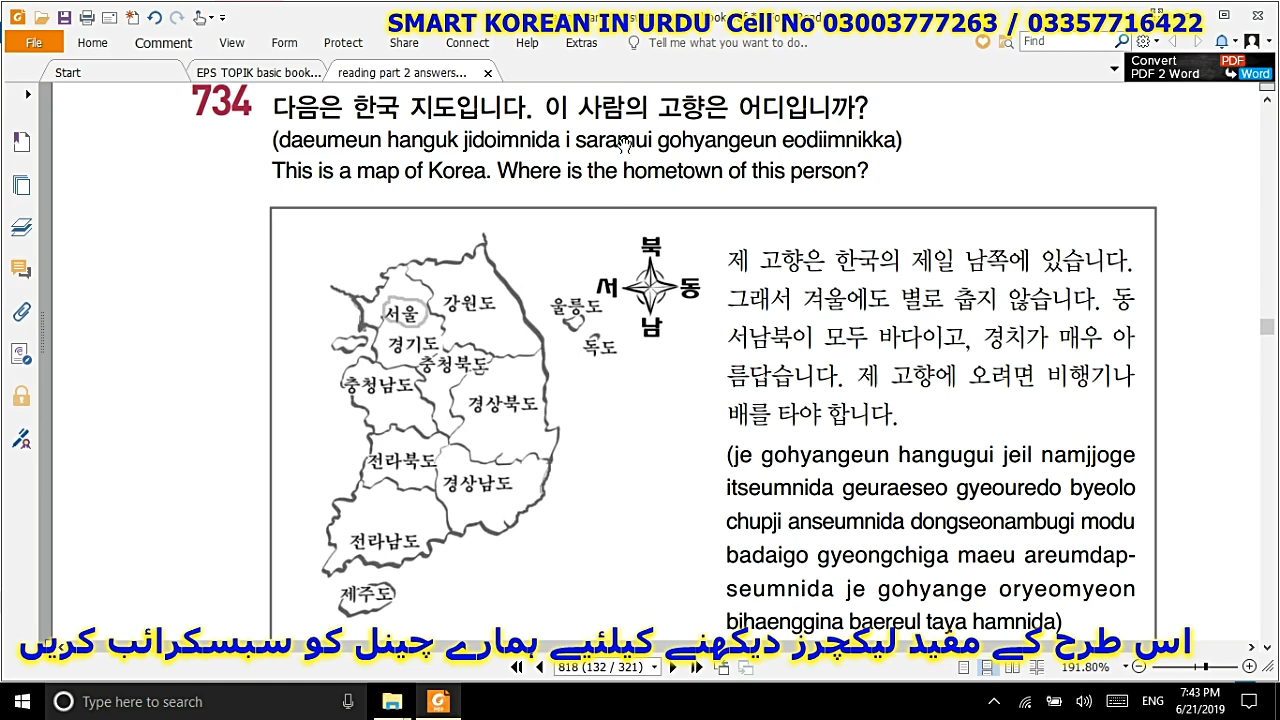 SMART KOREAN IN URDU Cell No 03003777263 / 03357716422
File Home Comment View Form Protect Share Connect Help Extras Tell me what you want to do.. Find
Start EPS TOPIK basic book... reading part 2 answers...
Convert PDF 2 Word PDF Word
734 다음은 한국 지도입니다. 이 사람의 고향은 어디입니까?
(daeumeun hanguk jidoimnida i saramui gohyangeun eodiimnikka)
This is a map of Korea. Where is the hometown of this person?
북
서 동
남
강원도
서울
울릉도
독도
경기도
충청북도
충청남도
경상북도
전라북도
경상남도
전라남도
제주도
제 고향은 한국의 제일 남쪽에 있습니다.
그래서 겨울에도 별로 춥지 않습니다. 동
서남북이 모두 바다이고, 경치가 매우 아
름답습니다. 제 고향에 오려면 비행기나
배를 타야 합니다.
(je gohyangeun hangugui jeil namjjoge
itseumnida geuraeseo gyeouredo byeolo
chupji anseumnida dongseonambugi modu
badaigo gyeongchiga maeu areumdap-
seumnida je gohyange oryeomyeon
bihaenggina baereul taya hamnida)
اس طرح کے مفید لیکچرز دیکھنے کیلئیے ہمارے چینل کو سبسکرائب کریں
818 (132 / 321) 191.80%
Type here to search
ENG
7:43 PM
6/21/2019